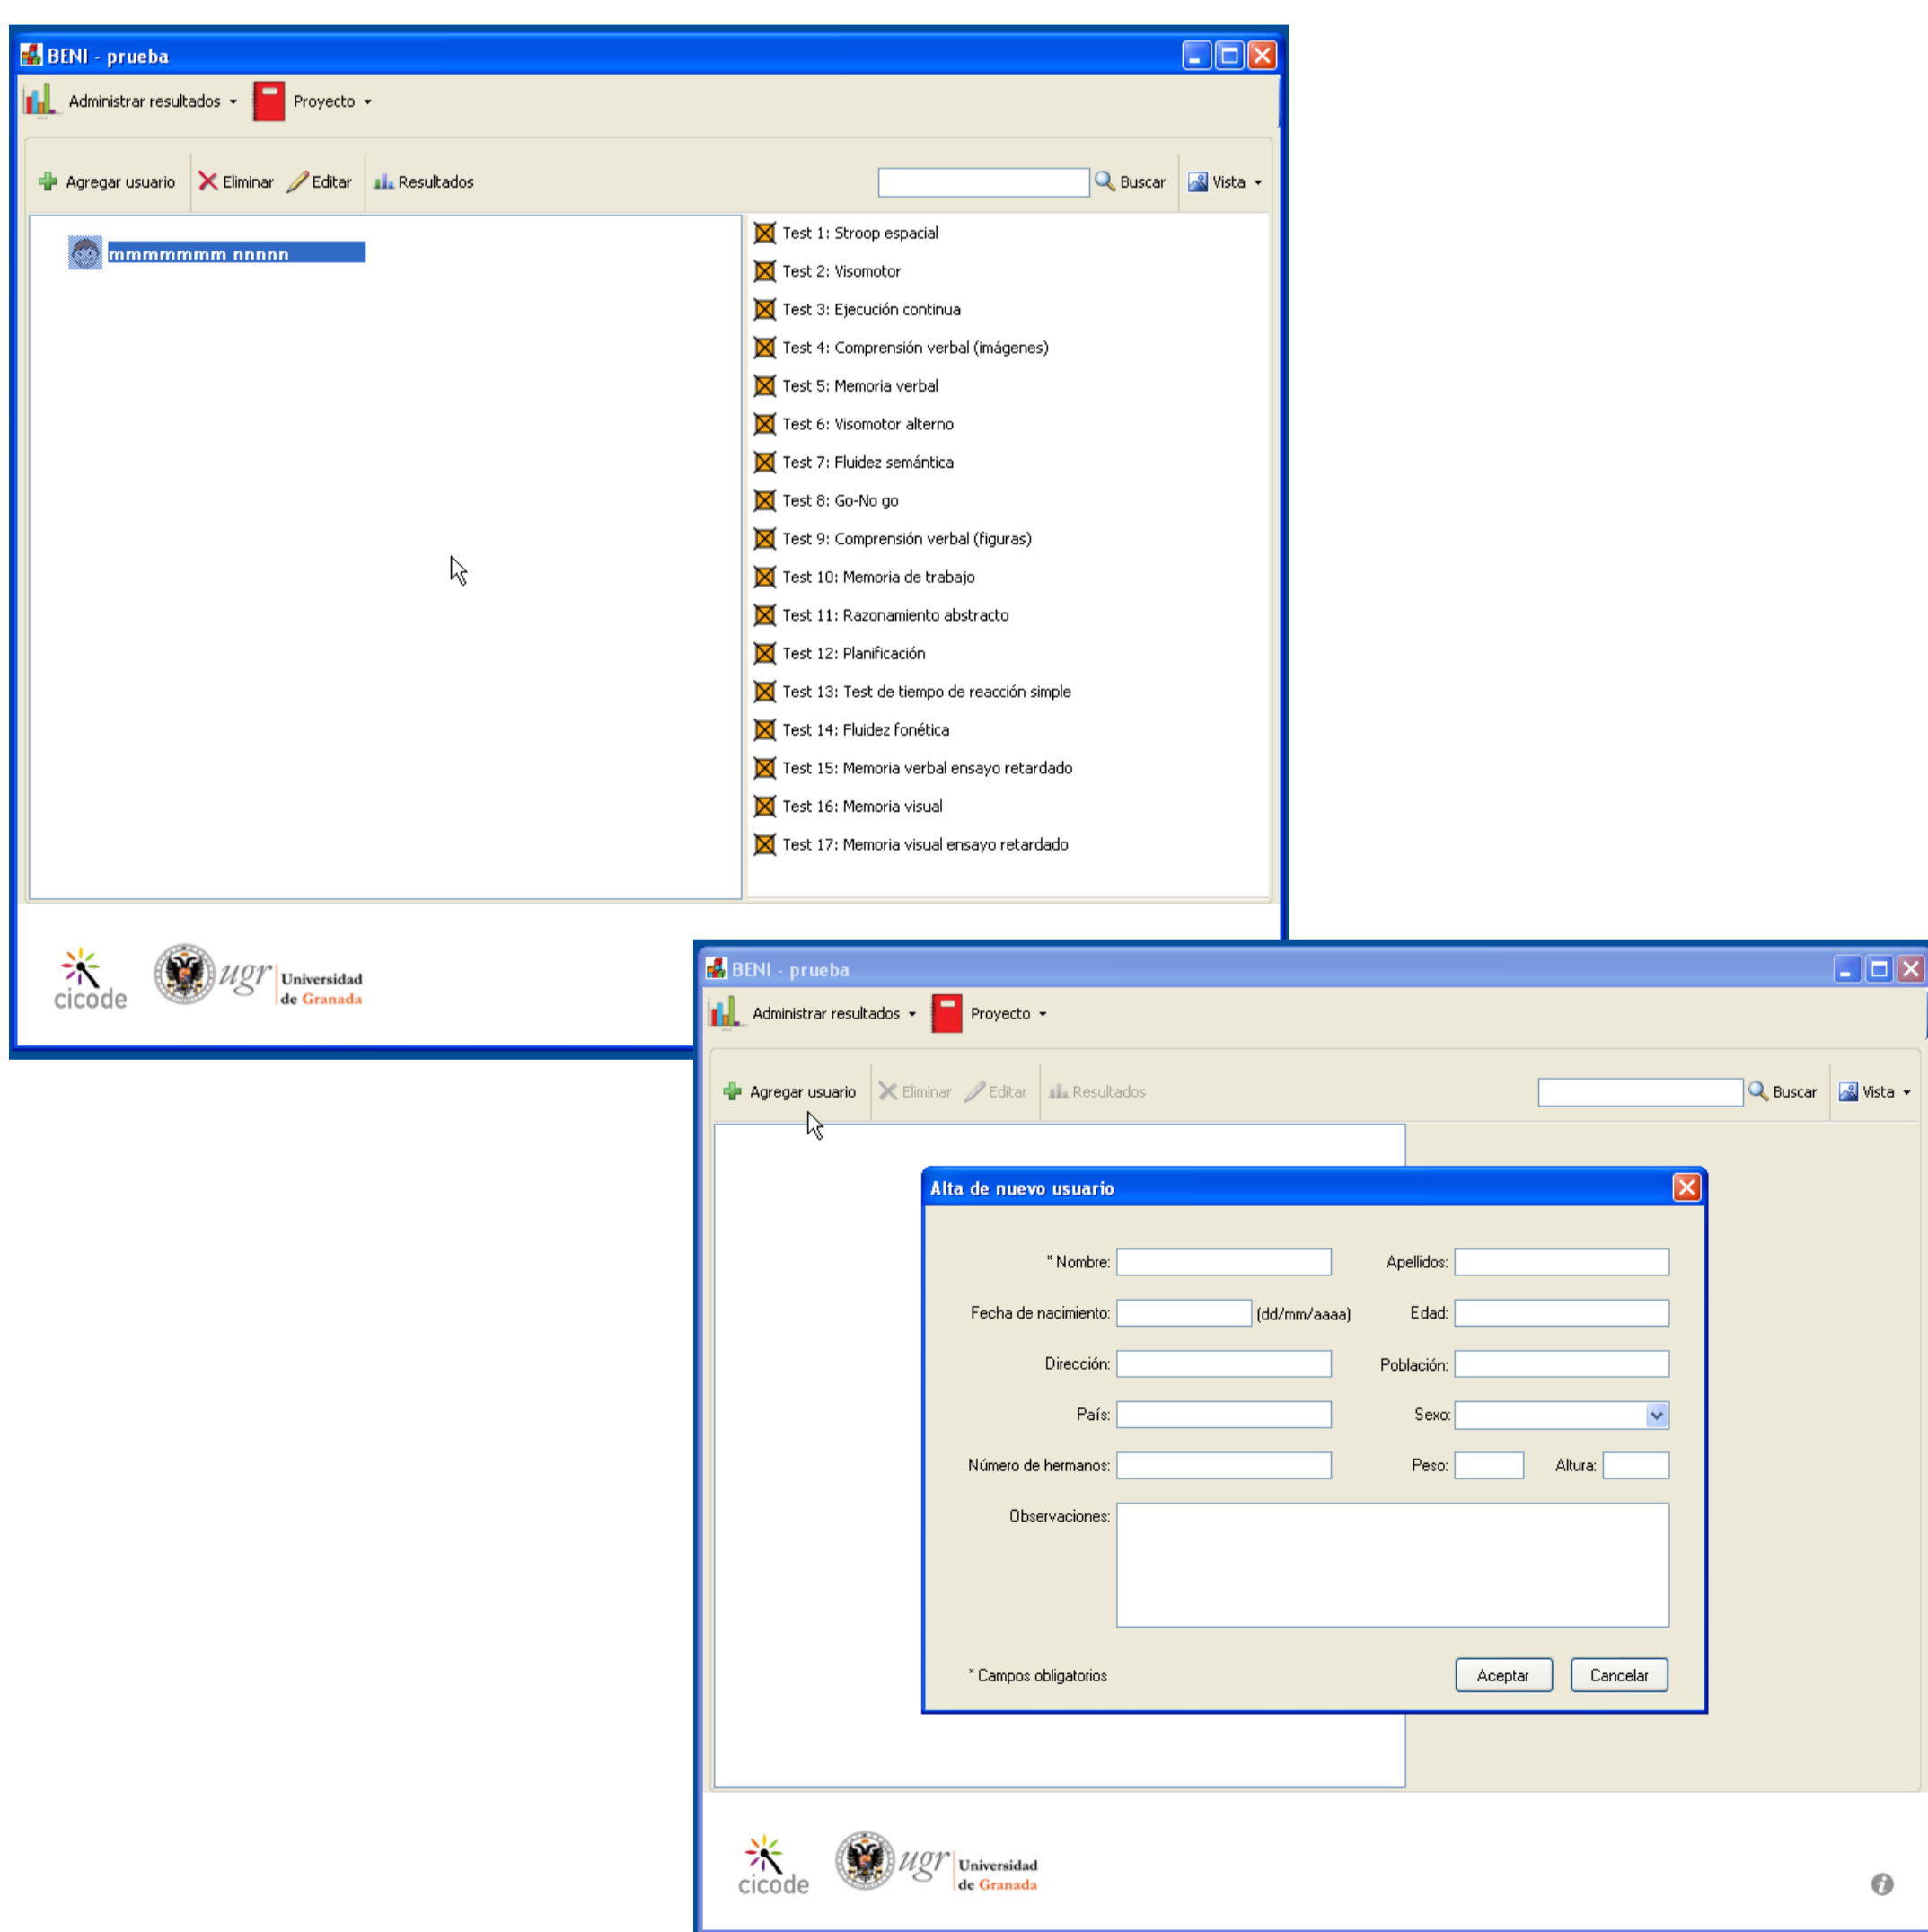 BENI - prueba
Administrar resultados Proyecto
Agregar usuario Eliminar Editar Resultados Buscar Vista
mmmmmmmm nnnnn
Test 1: Stroop espacial
Test 2: Visomotor
Test 3: Ejecución continua
Test 4: Comprensión verbal (imágenes)
Test 5: Memoria verbal
Test 6: Visomotor alterno
Test 7: Fluidez semántica
Test 8: Go-No go
Test 9: Comprensión verbal (figuras)
Test 10: Memoria de trabajo
Test 11: Razonamiento abstracto
Test 12: Planificación
Test 13: Test de tiempo de reacción simple
Test 14: Fluidez fonética
Test 15: Memoria verbal ensayo retardado
Test 16: Memoria visual
Test 17: Memoria visual ensayo retardado
cicode ugr Universidad
de Granada
BENI - prueba
Administrar resultados Proyecto
Agregar usuario Eliminar Editar Resultados Buscar Vista
Alta de nuevo usuario
* Nombre: Apellidos:
Fecha de nacimiento: (dd/mm/aaaa) Edad:
Dirección: Población:
País: Sexo:
Número de hermanos: Peso: Altura:
Observaciones:
* Campos obligatorios Aceptar Cancelar
cicode ugr Universidad
de Granada